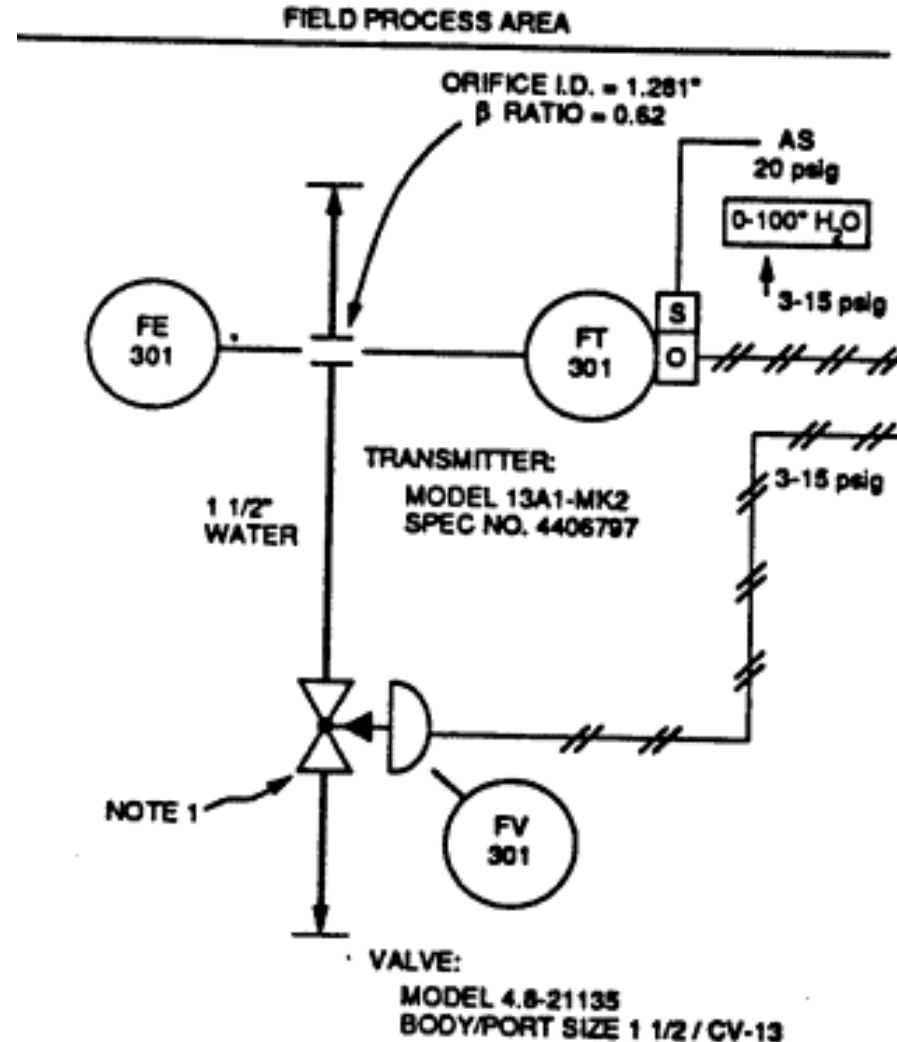 FIELD PROCESS AREA
ORIFICE I.D. = 1.261"
β RATIO = 0.62
AS
20 psig
0-100" H2O
3-15 psig
FE
301
FT
301
S
O
TRANSMITTER:
MODEL 13A1-MK2
SPEC NO. 4406797
3-15 psig
1 1/2"
WATER
NOTE 1
FV
301
VALVE:
MODEL 4.8-21135
BODY/PORT SIZE 1 1/2 / CV-13